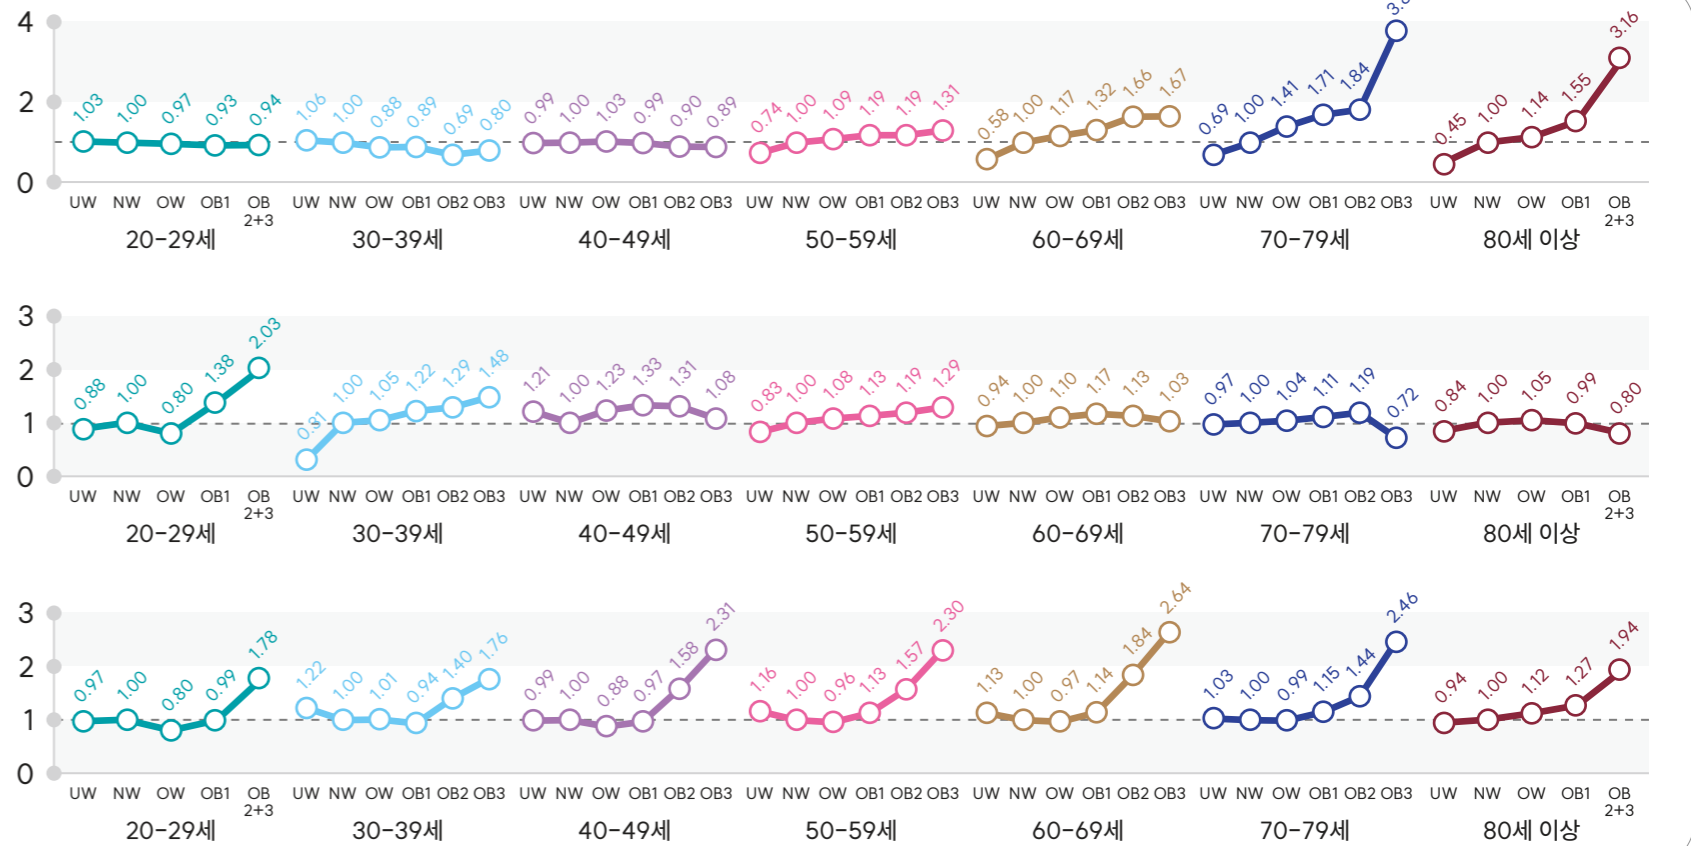 4
2
0
1.03 1.00 0.97 0.93 0.94 1.06 1.00 0.88 0.89 0.69 0.80 0.99 1.00 1.03 0.99 0.90 0.89 0.74 1.00 1.09 1.19 1.19 1.31 0.58 1.00 1.17 1.32 1.66 1.67 0.69 1.00 1.41 1.71 1.84 0.45 1.00 1.14 1.55 3.16
UW NW OW OB1 OB 2+3 UW NW OW OB1 OB2 OB3 UW NW OW OB1 OB2 OB3 UW NW OW OB1 OB2 OB3 UW NW OW OB1 OB2 OB3 UW NW OW OB1 OB2 OB3 UW NW OW OB1 OB 2+3
20-29세 30-39세 40-49세 50-59세 60-69세 70-79세 80세 이상
3
2
1
0
0.88 1.00 0.80 1.38 2.03 0.31 1.00 1.05 1.22 1.29 1.48 1.21 1.00 1.23 1.33 1.31 1.08 0.83 1.00 1.08 1.13 1.19 1.29 0.94 1.00 1.10 1.17 1.13 1.03 0.97 1.00 1.04 1.11 1.19 0.72 0.84 1.00 1.05 0.99 0.80
UW NW OW OB1 OB 2+3 UW NW OW OB1 OB2 OB3 UW NW OW OB1 OB2 OB3 UW NW OW OB1 OB2 OB3 UW NW OW OB1 OB2 OB3 UW NW OW OB1 OB2 OB3 UW NW OW OB1 OB 2+3
20-29세 30-39세 40-49세 50-59세 60-69세 70-79세 80세 이상
3
2
1
0
0.97 1.00 0.80 0.99 1.78 1.22 1.00 1.01 0.94 1.40 1.76 0.99 1.00 0.88 0.97 1.58 2.31 1.16 1.00 0.96 1.13 1.57 2.30 1.13 1.00 0.97 1.14 1.84 2.64 1.03 1.00 0.99 1.15 1.44 2.46 0.94 1.00 1.12 1.27 1.94
UW NW OW OB1 OB 2+3 UW NW OW OB1 OB2 OB3 UW NW OW OB1 OB2 OB3 UW NW OW OB1 OB2 OB3 UW NW OW OB1 OB2 OB3 UW NW OW OB1 OB2 OB3 UW NW OW OB1 OB 2+3
20-29세 30-39세 40-49세 50-59세 60-69세 70-79세 80세 이상